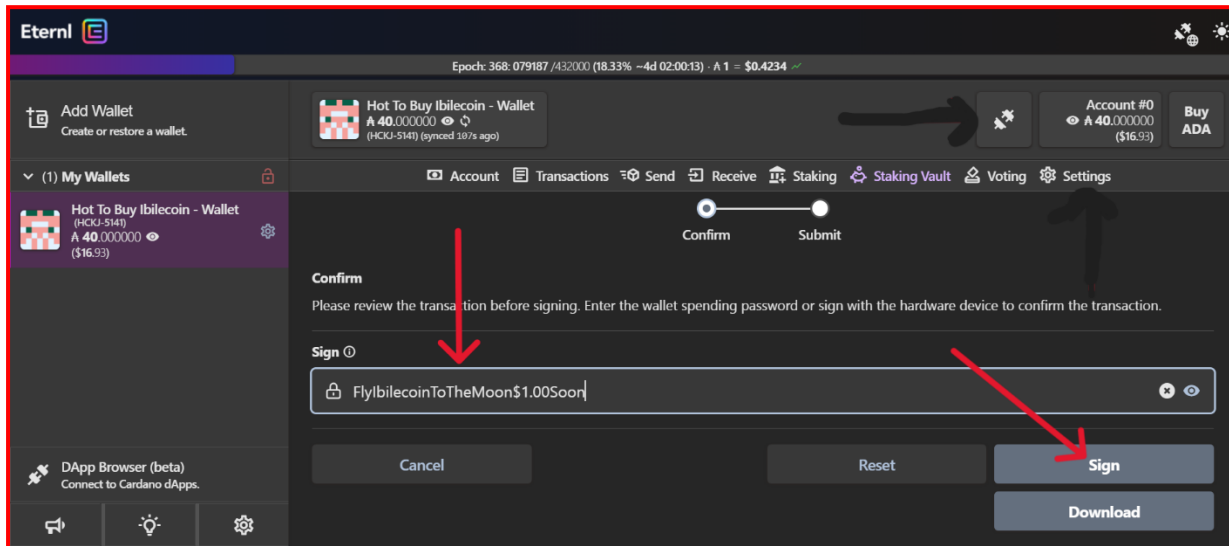 Eternl
Epoch: 368: 079187 /432000 (18.33% ~4d 02:00:13) · ₳ 1 = $0.4234
Add Wallet
Create or restore a wallet.
Hot To Buy Ibilecoin - Wallet
₳ 40.000000
(HCKJ-5141) (synced 107s ago)
Account #0
₳ 40.000000
($16.93)
Buy
ADA
(1) My Wallets
Account Transactions Send Receive Staking Staking Vault Voting Settings
Hot To Buy Ibilecoin - Wallet
(HCKJ-5141)
₳ 40.000000
($16.93)
Confirm Submit
Confirm
Please review the transaction before signing. Enter the wallet spending password or sign with the hardware device to confirm the transaction.
Sign
FlyIbilecoinToTheMoon$1.00Soon
Cancel Reset Sign
Download
DApp Browser (beta)
Connect to Cardano dApps.